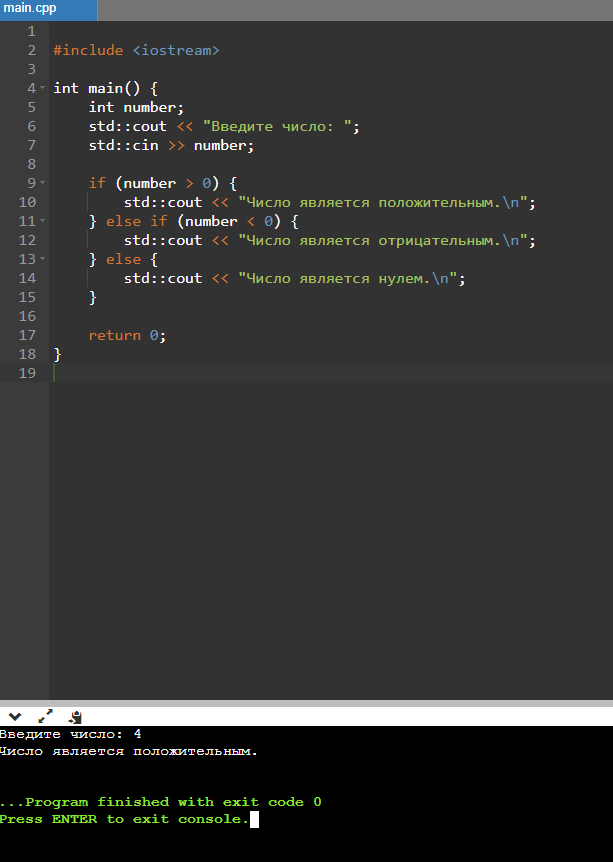 main.cpp
1
2 #include <iostream>
3
4 int main() {
5 int number;
6 std::cout << "Введите число: ";
7 std::cin >> number;
8
9 if (number > 0) {
10 std::cout << "Число является положительным.\n";
11 } else if (number < 0) {
12 std::cout << "Число является отрицательным.\n";
13 } else {
14 std::cout << "Число является нулем.\n";
15 }
16
17 return 0;
18 }
19
Введите число: 4
Число является положительным.
...Program finished with exit code 0
Press ENTER to exit console.